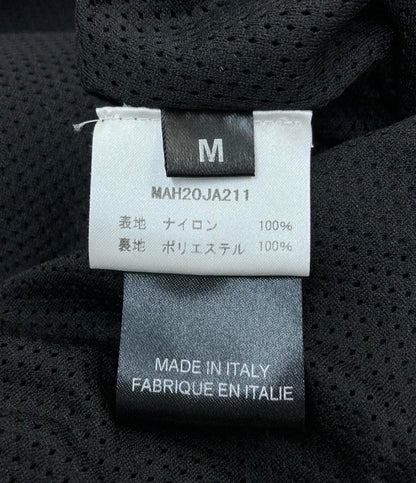 M
MAH20JA211
表地 ナイロン 100%
裏地 ポリエステル 100%
MADE IN ITALY
FABRIQUE EN ITALIE